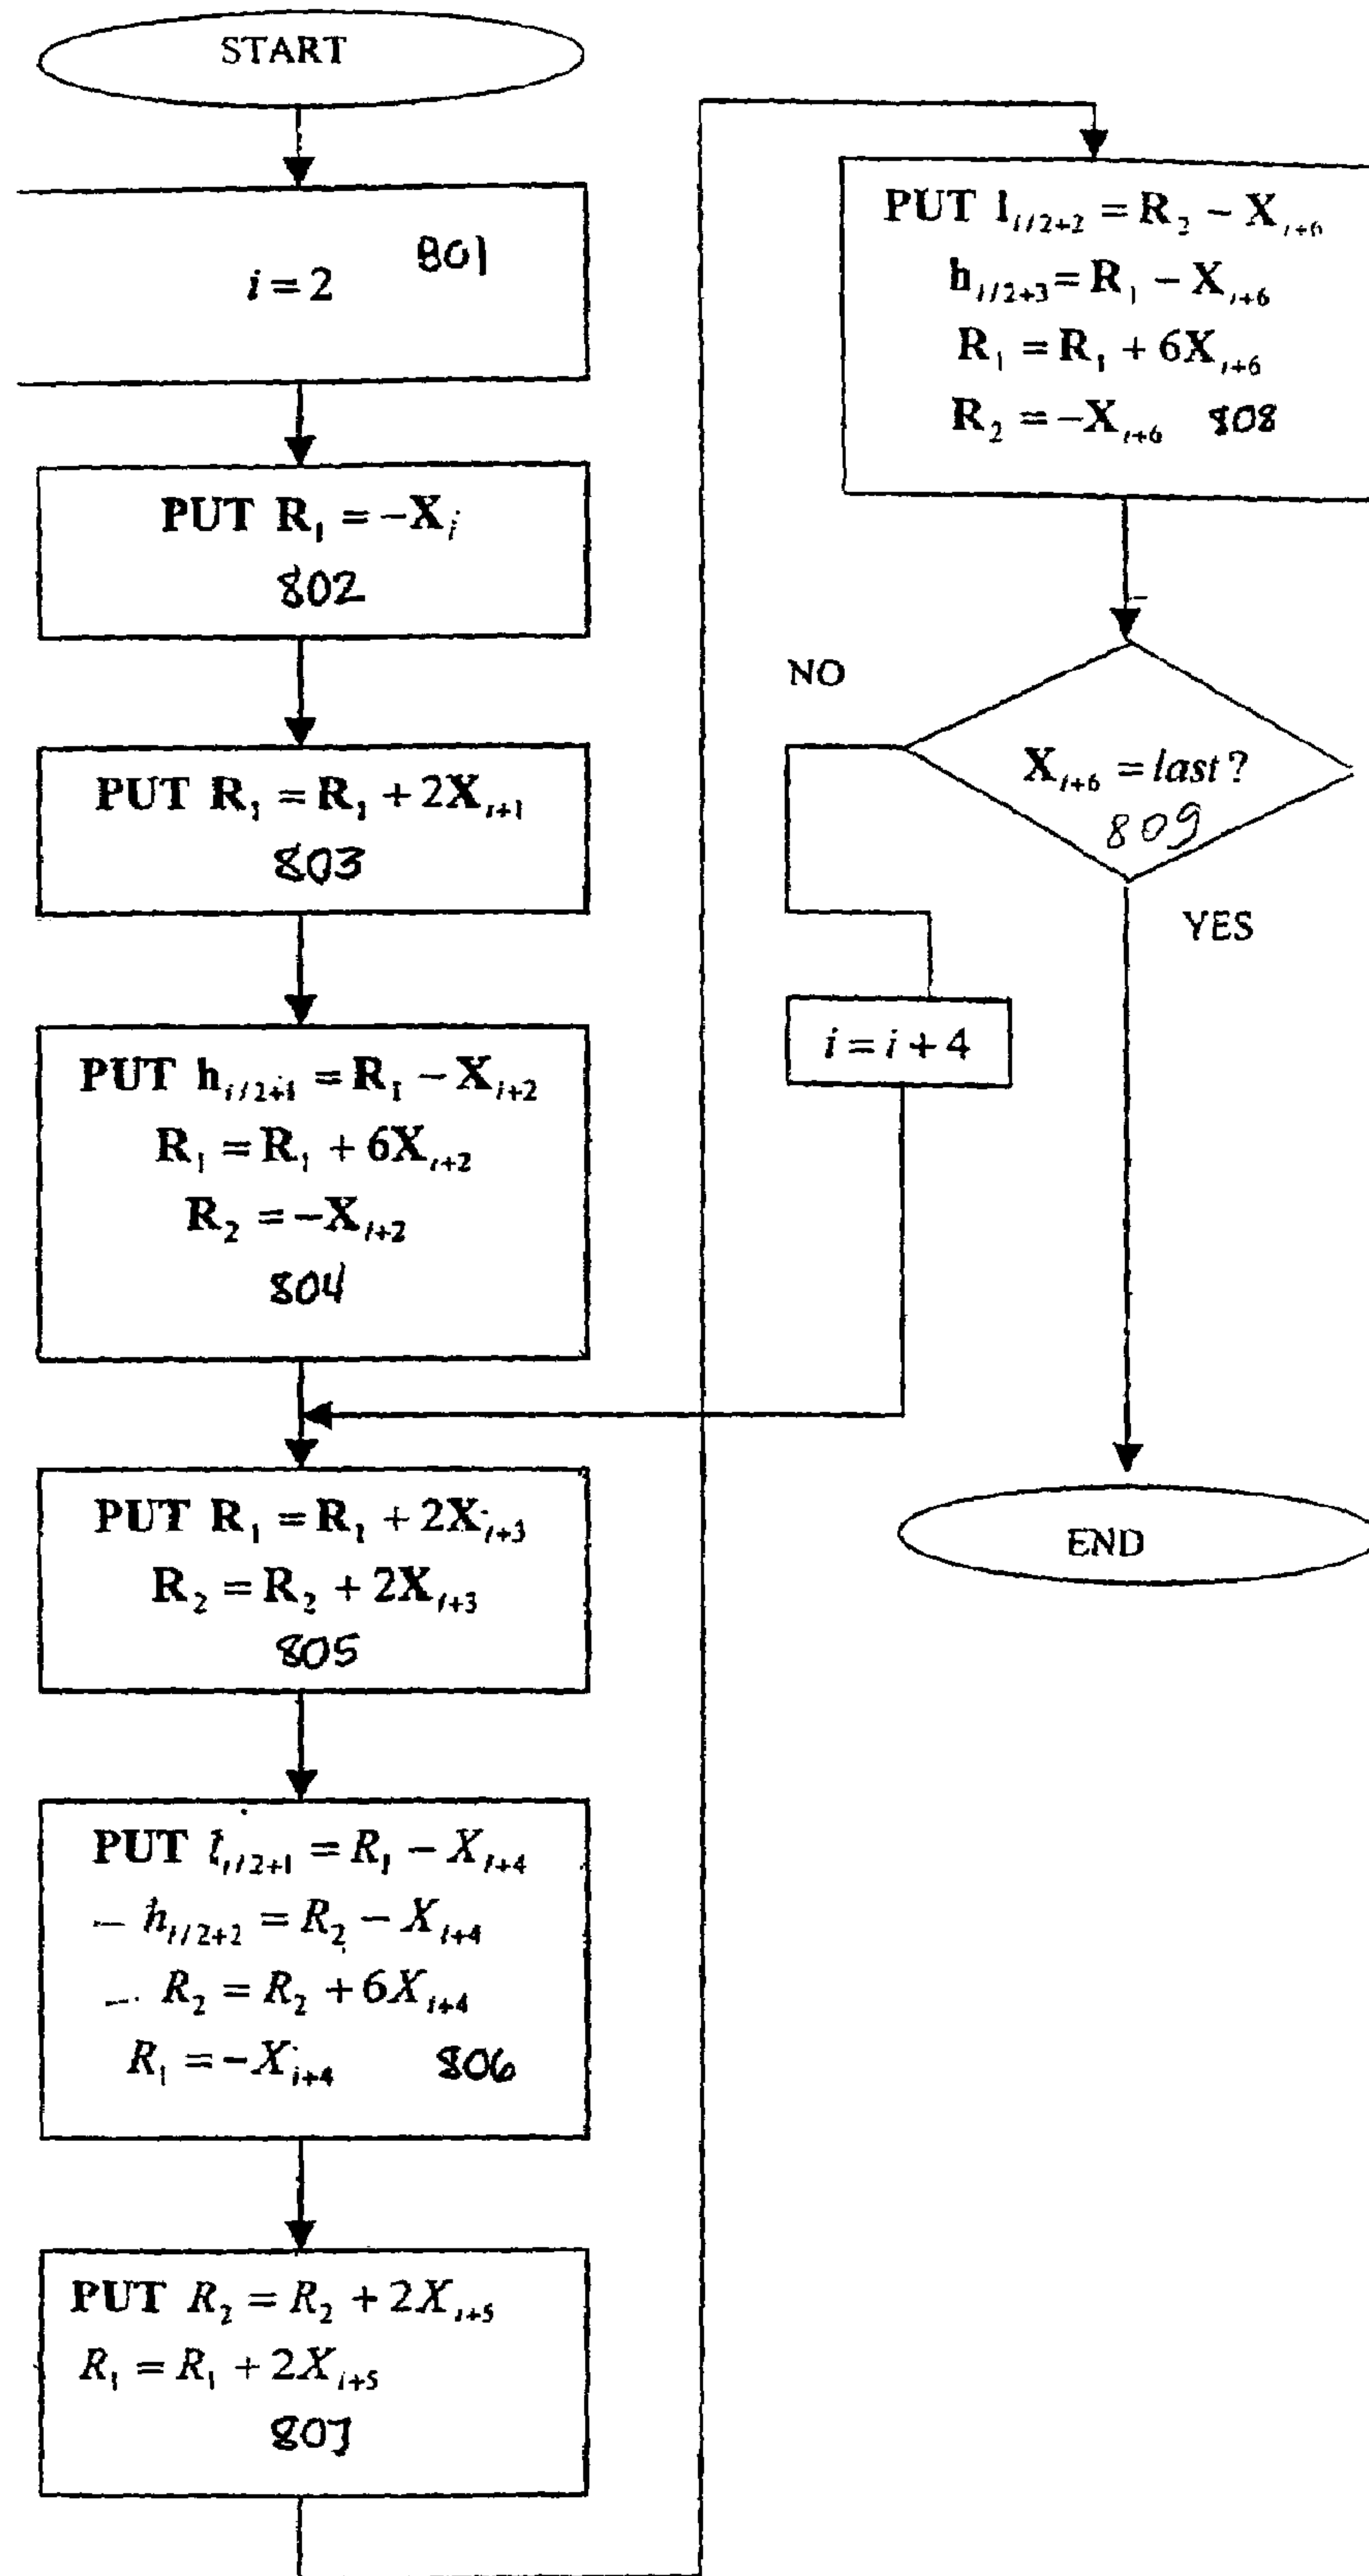 START
801
i = 2
PUT R₁ = −Xᵢ
802
PUT R₁ = R₁ + 2Xᵢ₊₁
803
PUT hᵢ/₂₊₁ = R₁ − Xᵢ₊₂
R₁ = R₁ + 6Xᵢ₊₂
R₂ = −Xᵢ₊₂
804
PUT R₁ = R₁ + 2Xᵢ₊₃
R₂ = R₂ + 2Xᵢ₊₃
805
PUT lᵢ/₂₊₁ = R₁ − Xᵢ₊₄
hᵢ/₂₊₂ = R₂ − Xᵢ₊₄
R₂ = R₂ + 6Xᵢ₊₄
R₁ = −Xᵢ₊₄ 806
PUT R₂ = R₂ + 2Xᵢ₊₅
R₁ = R₁ + 2Xᵢ₊₅
807
PUT lᵢ/₂₊₂ = R₂ − Xᵢ₊₆
hᵢ/₂₊₃ = R₁ − Xᵢ₊₆
R₁ = R₁ + 6Xᵢ₊₆
R₂ = −Xᵢ₊₆ 808
NO
Xᵢ₊₆ = last?
809
YES
i = i + 4
END